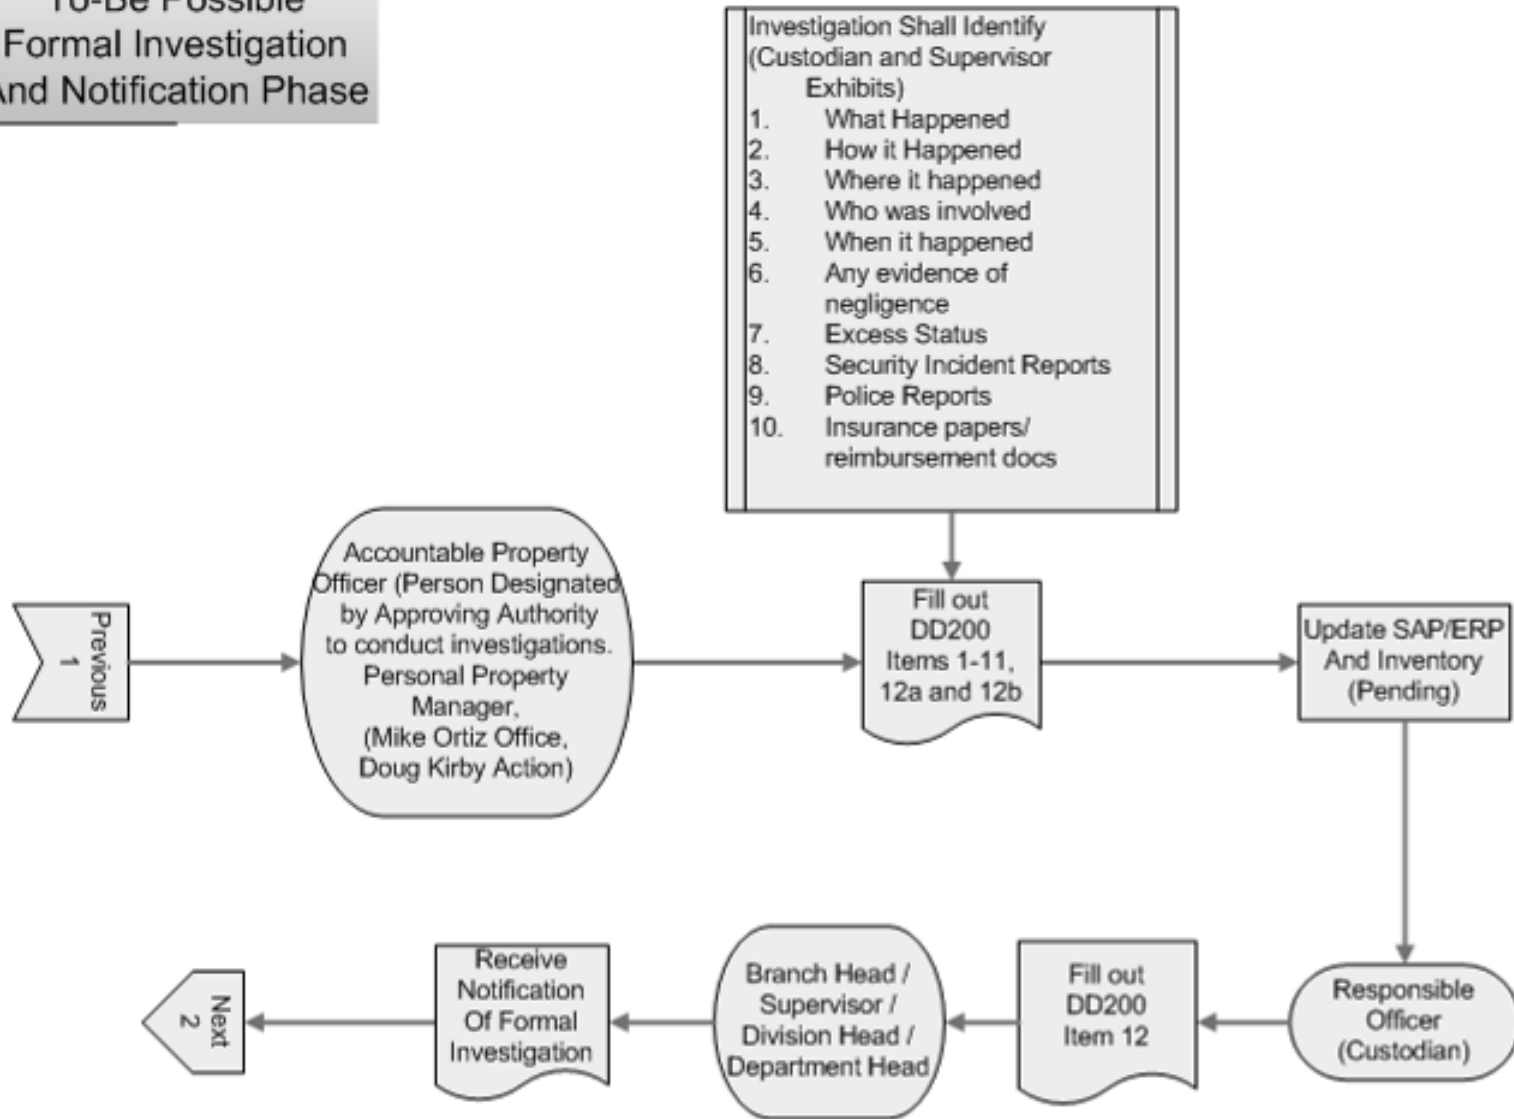 To-Be Possible
Formal Investigation
And Notification Phase
Investigation Shall Identify
(Custodian and Supervisor
Exhibits)
1. What Happened
2. How it Happened
3. Where it happened
4. Who was involved
5. When it happened
6. Any evidence of
negligence
7. Excess Status
8. Security Incident Reports
9. Police Reports
10. Insurance papers/
reimbursement docs
Previous
1
Accountable Property
Officer (Person Designated
by Approving Authority
to conduct investigations.
Personal Property
Manager,
(Mike Ortiz Office,
Doug Kirby Action)
Fill out
DD200
Items 1-11,
12a and 12b
Update SAP/ERP
And Inventory
(Pending)
Responsible
Officer
(Custodian)
Fill out
DD200
Item 12
Branch Head /
Supervisor /
Division Head /
Department Head
Receive
Notification
Of Formal
Investigation
Next
2